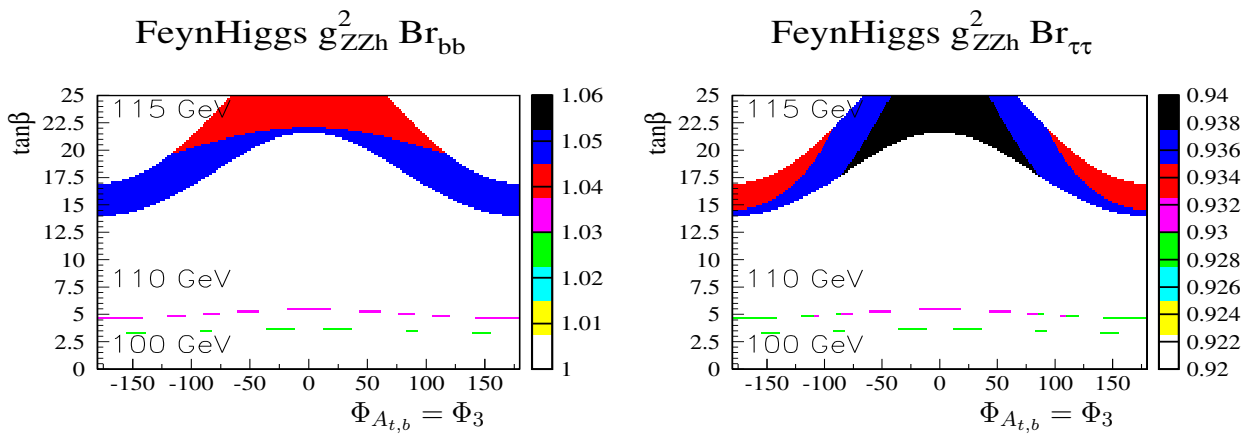 FeynHiggs g²ZZh Brbb
tanβ
25
22.5
20
17.5
15
12.5
10
7.5
5
2.5
0
115 GeV
110 GeV
100 GeV
-150 -100 -50 0 50 100 150
ΦAt,b = Φ3
1.06
1.05
1.04
1.03
1.02
1.01
1
FeynHiggs g²ZZh Brττ
tanβ
25
22.5
20
17.5
15
12.5
10
7.5
5
2.5
0
115 GeV
110 GeV
100 GeV
-150 -100 -50 0 50 100 150
ΦAt,b = Φ3
0.94
0.938
0.936
0.934
0.932
0.93
0.928
0.926
0.924
0.922
0.92